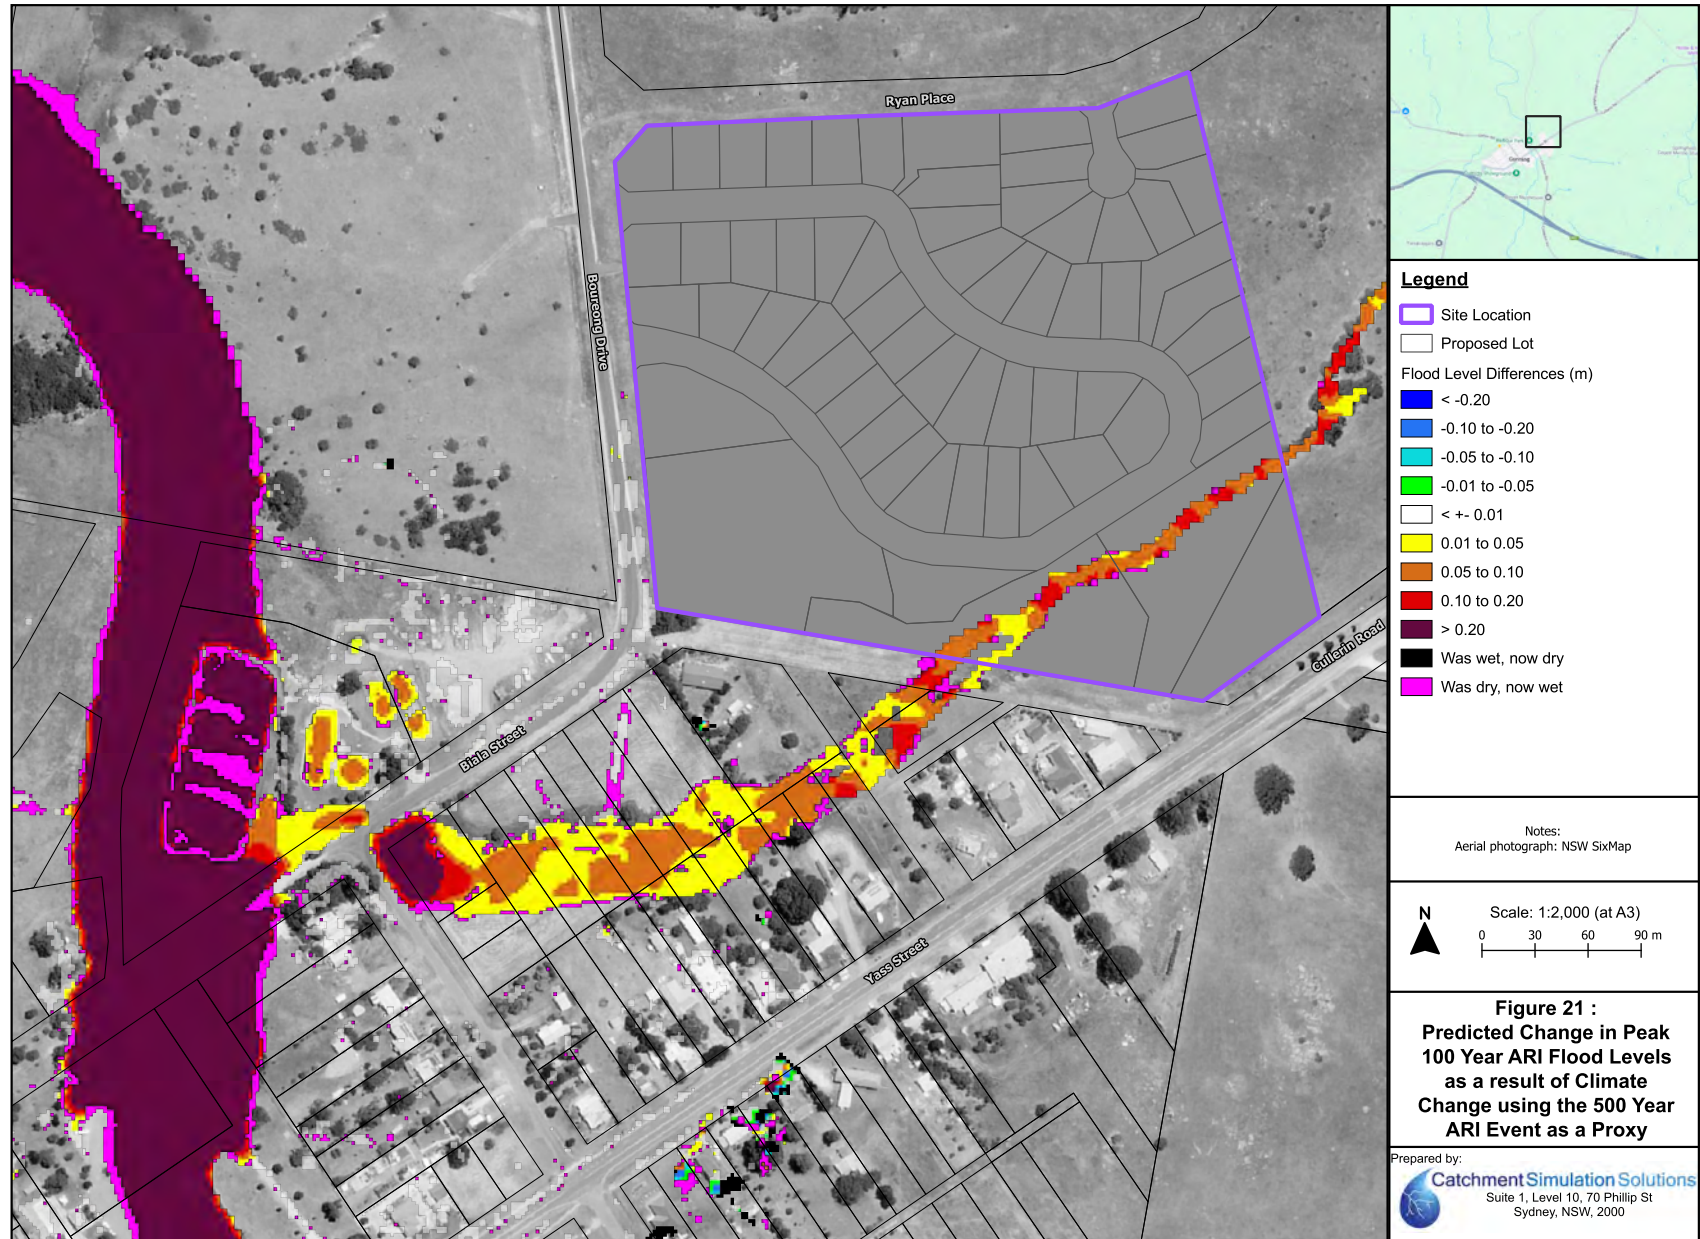 Ryan Place
Boureong Drive
Biala Street
Yass Street
Cullerin Road
Legend
Site Location
Proposed Lot
Flood Level Differences (m)
< -0.20
-0.10 to -0.20
-0.05 to -0.10
-0.01 to -0.05
< +- 0.01
0.01 to 0.05
0.05 to 0.10
0.10 to 0.20
> 0.20
Was wet, now dry
Was dry, now wet
Notes:
Aerial photograph: NSW SixMap
N
Scale: 1:2,000 (at A3)
0 30 60 90 m
Figure 21 :
Predicted Change in Peak
100 Year ARI Flood Levels
as a result of Climate
Change using the 500 Year
ARI Event as a Proxy
Prepared by:
Catchment Simulation Solutions
Suite 1, Level 10, 70 Phillip St
Sydney, NSW, 2000